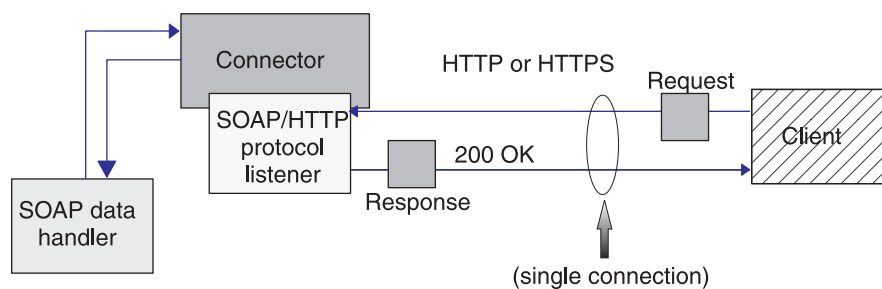 Connector
HTTP or HTTPS
Request
SOAP/HTTP
protocol
listener
Client
200 OK
Response
SOAP data
handler
(single connection)